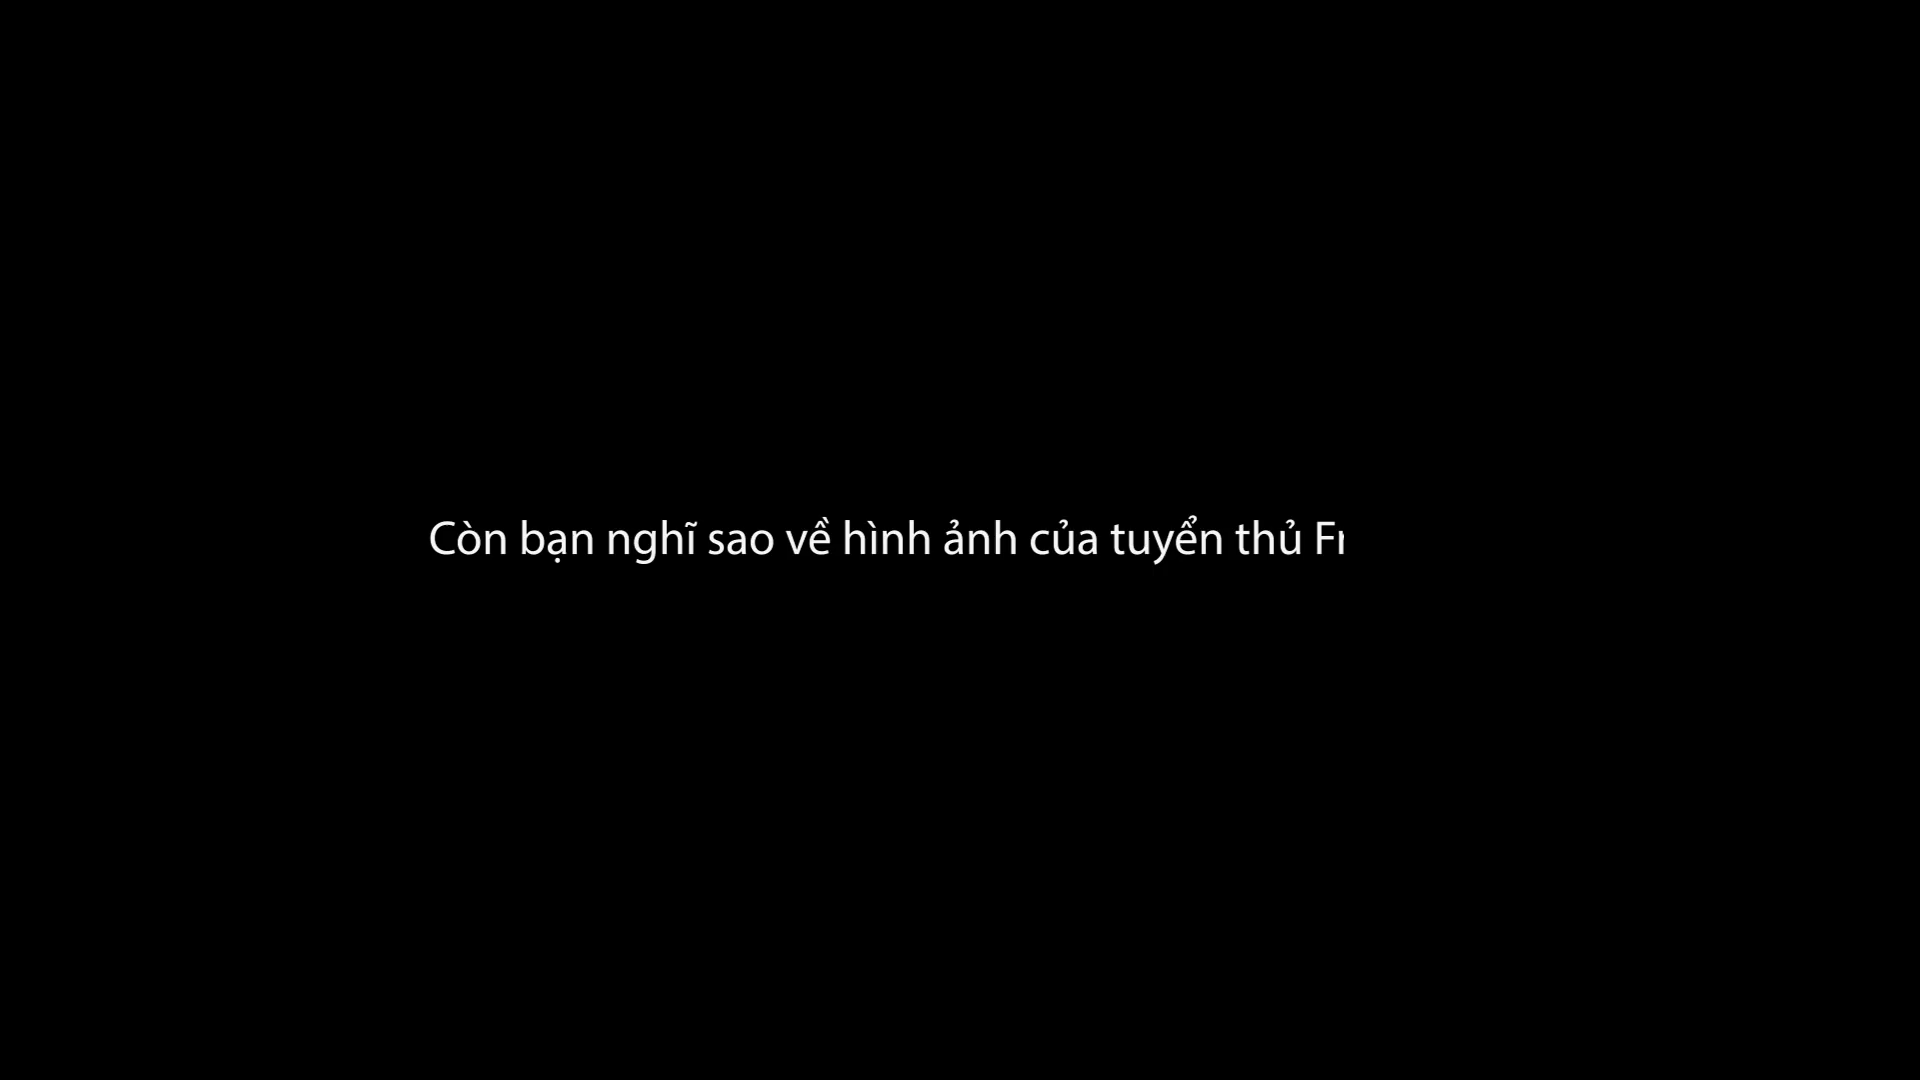 Còn bạn nghĩ sao về hình ảnh của tuyển thủ